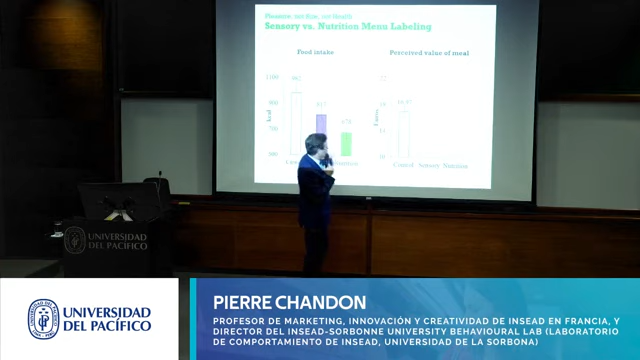 Pleasure, not Size, not Health
Sensory vs. Nutrition Menu Labeling
Food intake
Perceived value of meal
1100
900
700
Control Sensory Nutrition
UNIVERSIDAD
DEL PACÍFICO
UNIVERSIDAD
DEL PACÍFICO
PIERRE CHANDON
PROFESOR DE MARKETING, INNOVACIÓN Y CREATIVIDAD DE INSEAD EN FRANCIA, Y
DIRECTOR DEL INSEAD-SORBONNE UNIVERSITY BEHAVIOURAL LAB (LABORATORIO
DE COMPORTAMIENTO DE INSEAD, UNIVERSIDAD DE LA SORBONA)